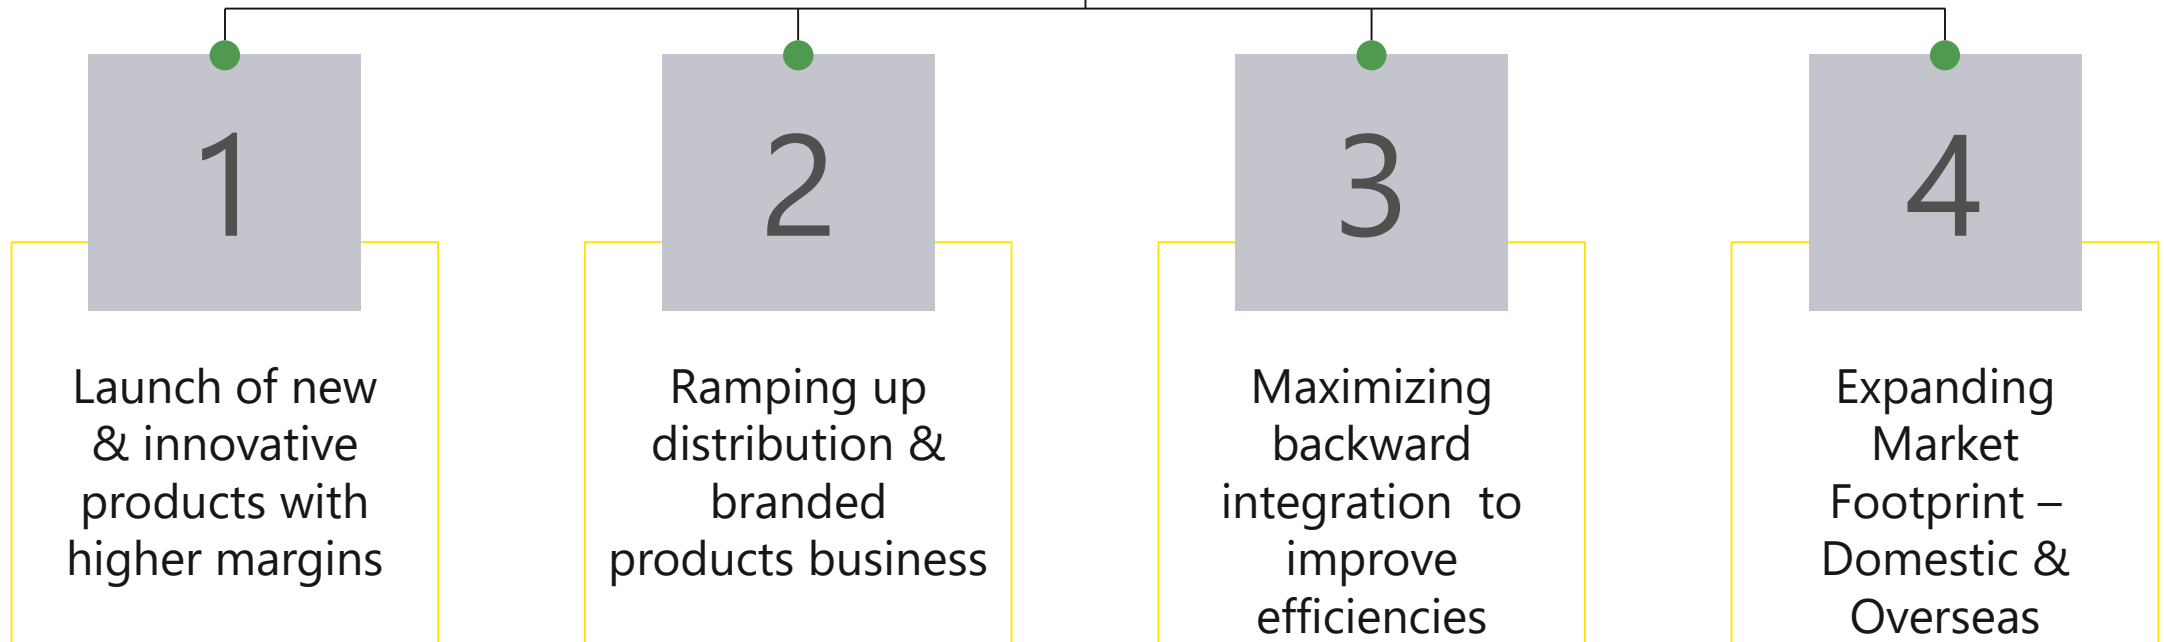 1
Launch of new
& innovative
products with
higher margins
2
Ramping up
distribution &
branded
products business
3
Maximizing
backward
integration to
improve
efficiencies
4
Expanding
Market
Footprint –
Domestic &
Overseas